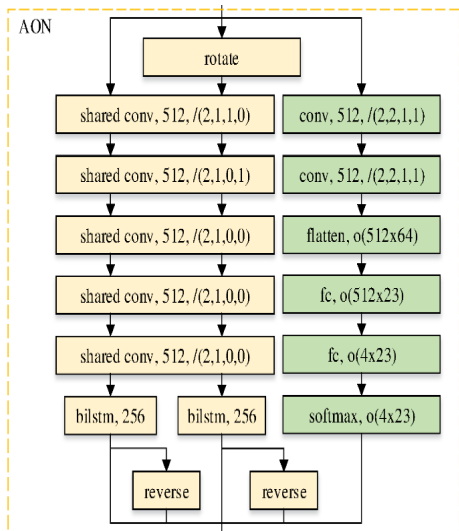 AON
rotate
shared conv, 512, /(2,1,1,0)
conv, 512, /(2,2,1,1)
shared conv, 512, /(2,1,0,1)
conv, 512, /(2,2,1,1)
shared conv, 512, /(2,1,0,0)
flatten, o(512x64)
shared conv, 512, /(2,1,0,0)
fc, o(512x23)
shared conv, 512, /(2,1,0,0)
fc, o(4x23)
bilstm, 256
bilstm, 256
softmax, o(4x23)
reverse
reverse